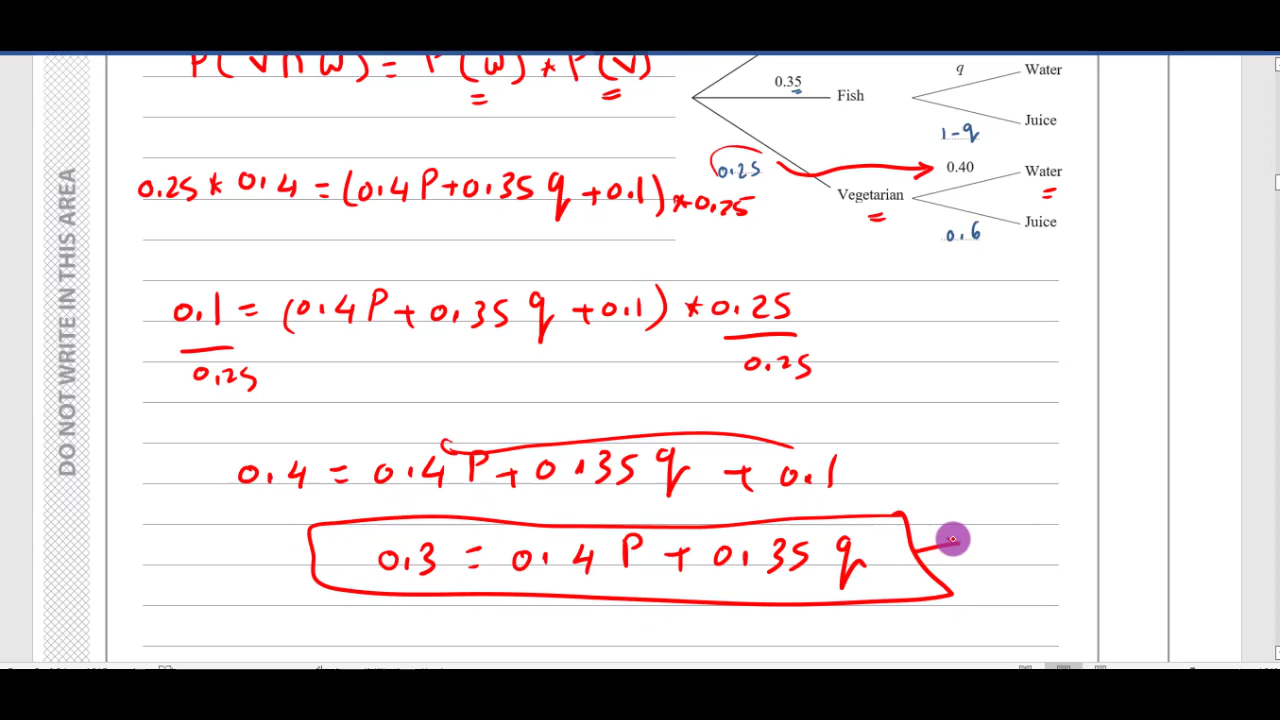 P(V∩W) = P(W) * P(V)
0.35
Fish
q
Water
Juice
1-q
0.25
Vegetarian
0.40
Water
Juice
0.6
0.25 * 0.4 = (0.4P+0.35q+0.1) * 0.25
0.1 = (0.4P+0.35q+0.1) * 0.25
0.25 0.25
0.4 = 0.4P+0.35q+0.1
0.3 = 0.4P+0.35q
DO NOT WRITE IN THIS AREA